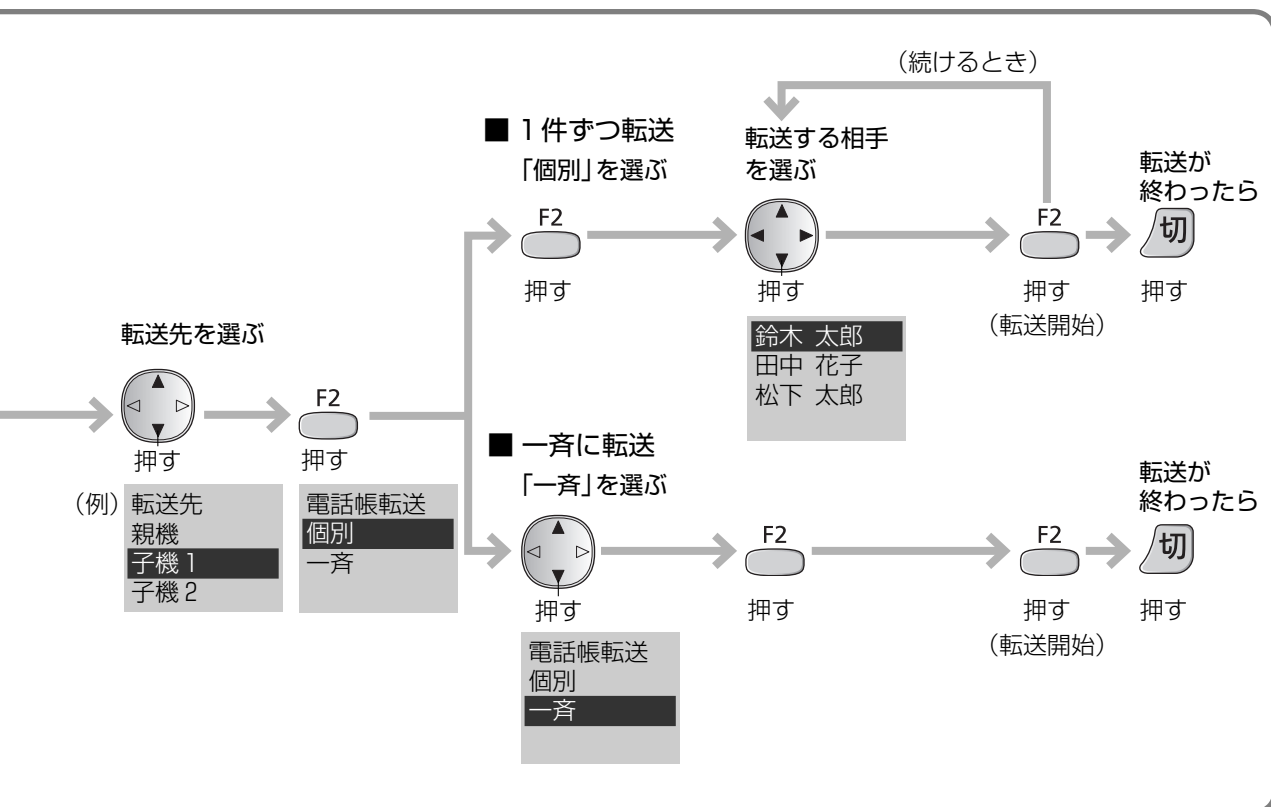 転送先を選ぶ
押す
(例)
転送先
親機
子機1
子機2
F2
押す
電話帳転送
個別
一斉
■ 1件ずつ転送
「個別」を選ぶ
F2
押す
転送する相手
を選ぶ
押す
鈴木 太郎
田中 花子
松下 太郎
(続けるとき)
F2
押す
(転送開始)
転送が
終わったら
切
押す
■ 一斉に転送
「一斉」を選ぶ
押す
電話帳転送
個別
一斉
F2
押す
F2
押す
(転送開始)
転送が
終わったら
切
押す